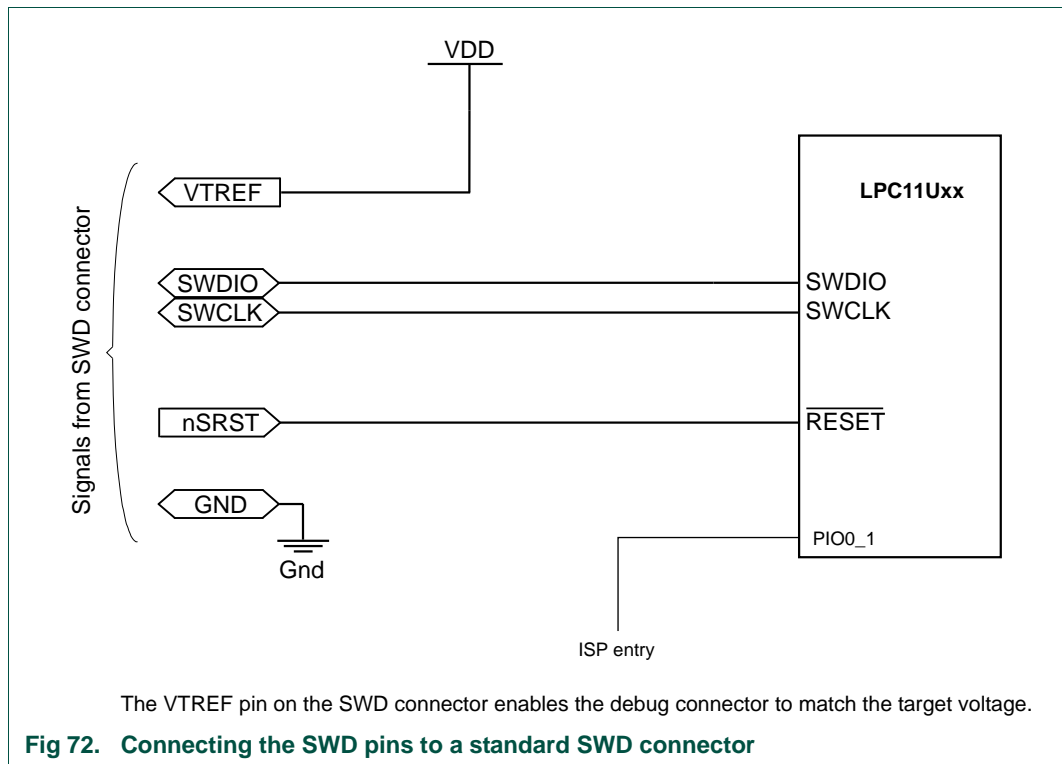 VDD
LPC11Uxx
Signals from SWD connector
VTREF
SWDIO
SWCLK
nSRST
GND
Gnd
SWDIO
SWCLK
RESET
PIO0_1
ISP entry
The VTREF pin on the SWD connector enables the debug connector to match the target voltage.
Fig 72. Connecting the SWD pins to a standard SWD connector